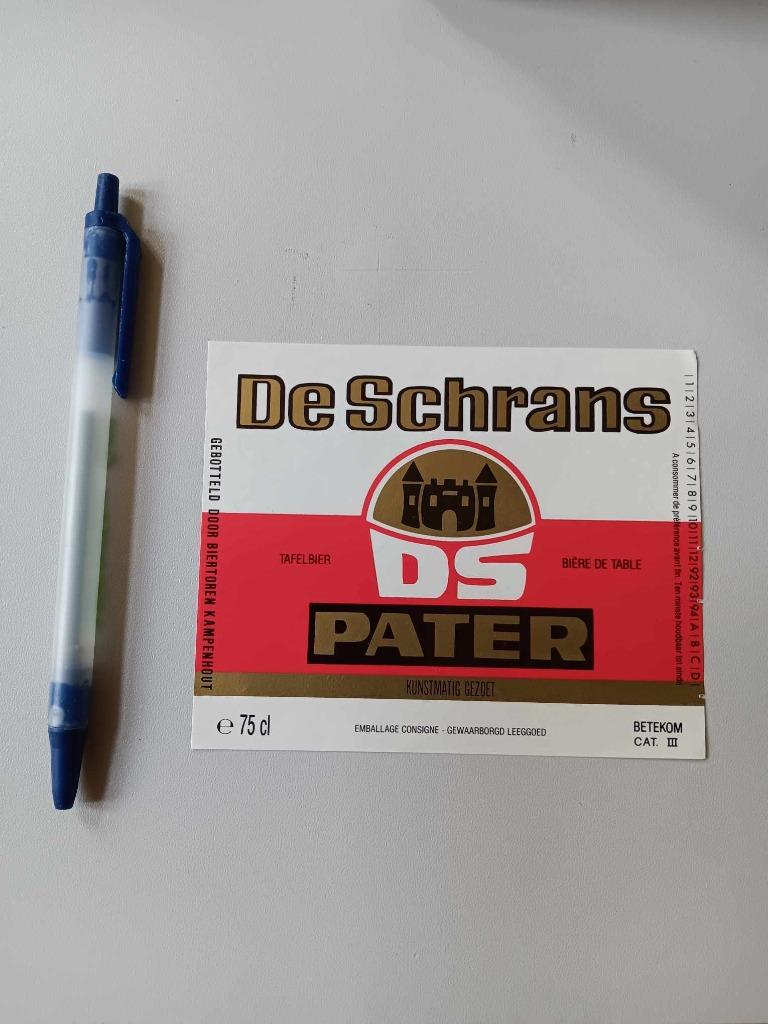 De Schrans
DS
TAFELBIER
BIÈRE DE TABLE
PATER
KUNSTMATIG GEZOET
℮ 75 cl
EMBALLAGE CONSIGNE - GEWAARBORGD LEEGGOED
BETEKOM
CAT. III
GEBOTTELD DOOR BIERTOREN KAMPENHOUT
|1|2|3|4|5|6|7|8|9|10|11|12|92|93|94|A|B|C|D|
A consommer de préférence avant fin. Ten minste houdbaar tot einde